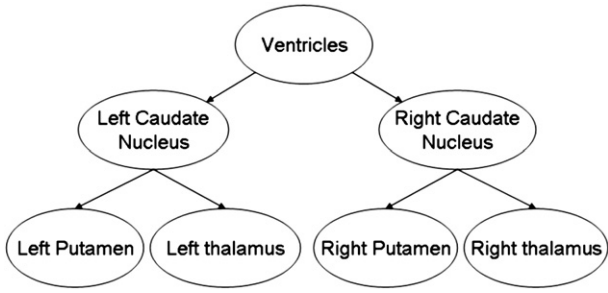 Ventricles
Left Caudate
Nucleus
Right Caudate
Nucleus
Left Putamen
Left thalamus
Right Putamen
Right thalamus